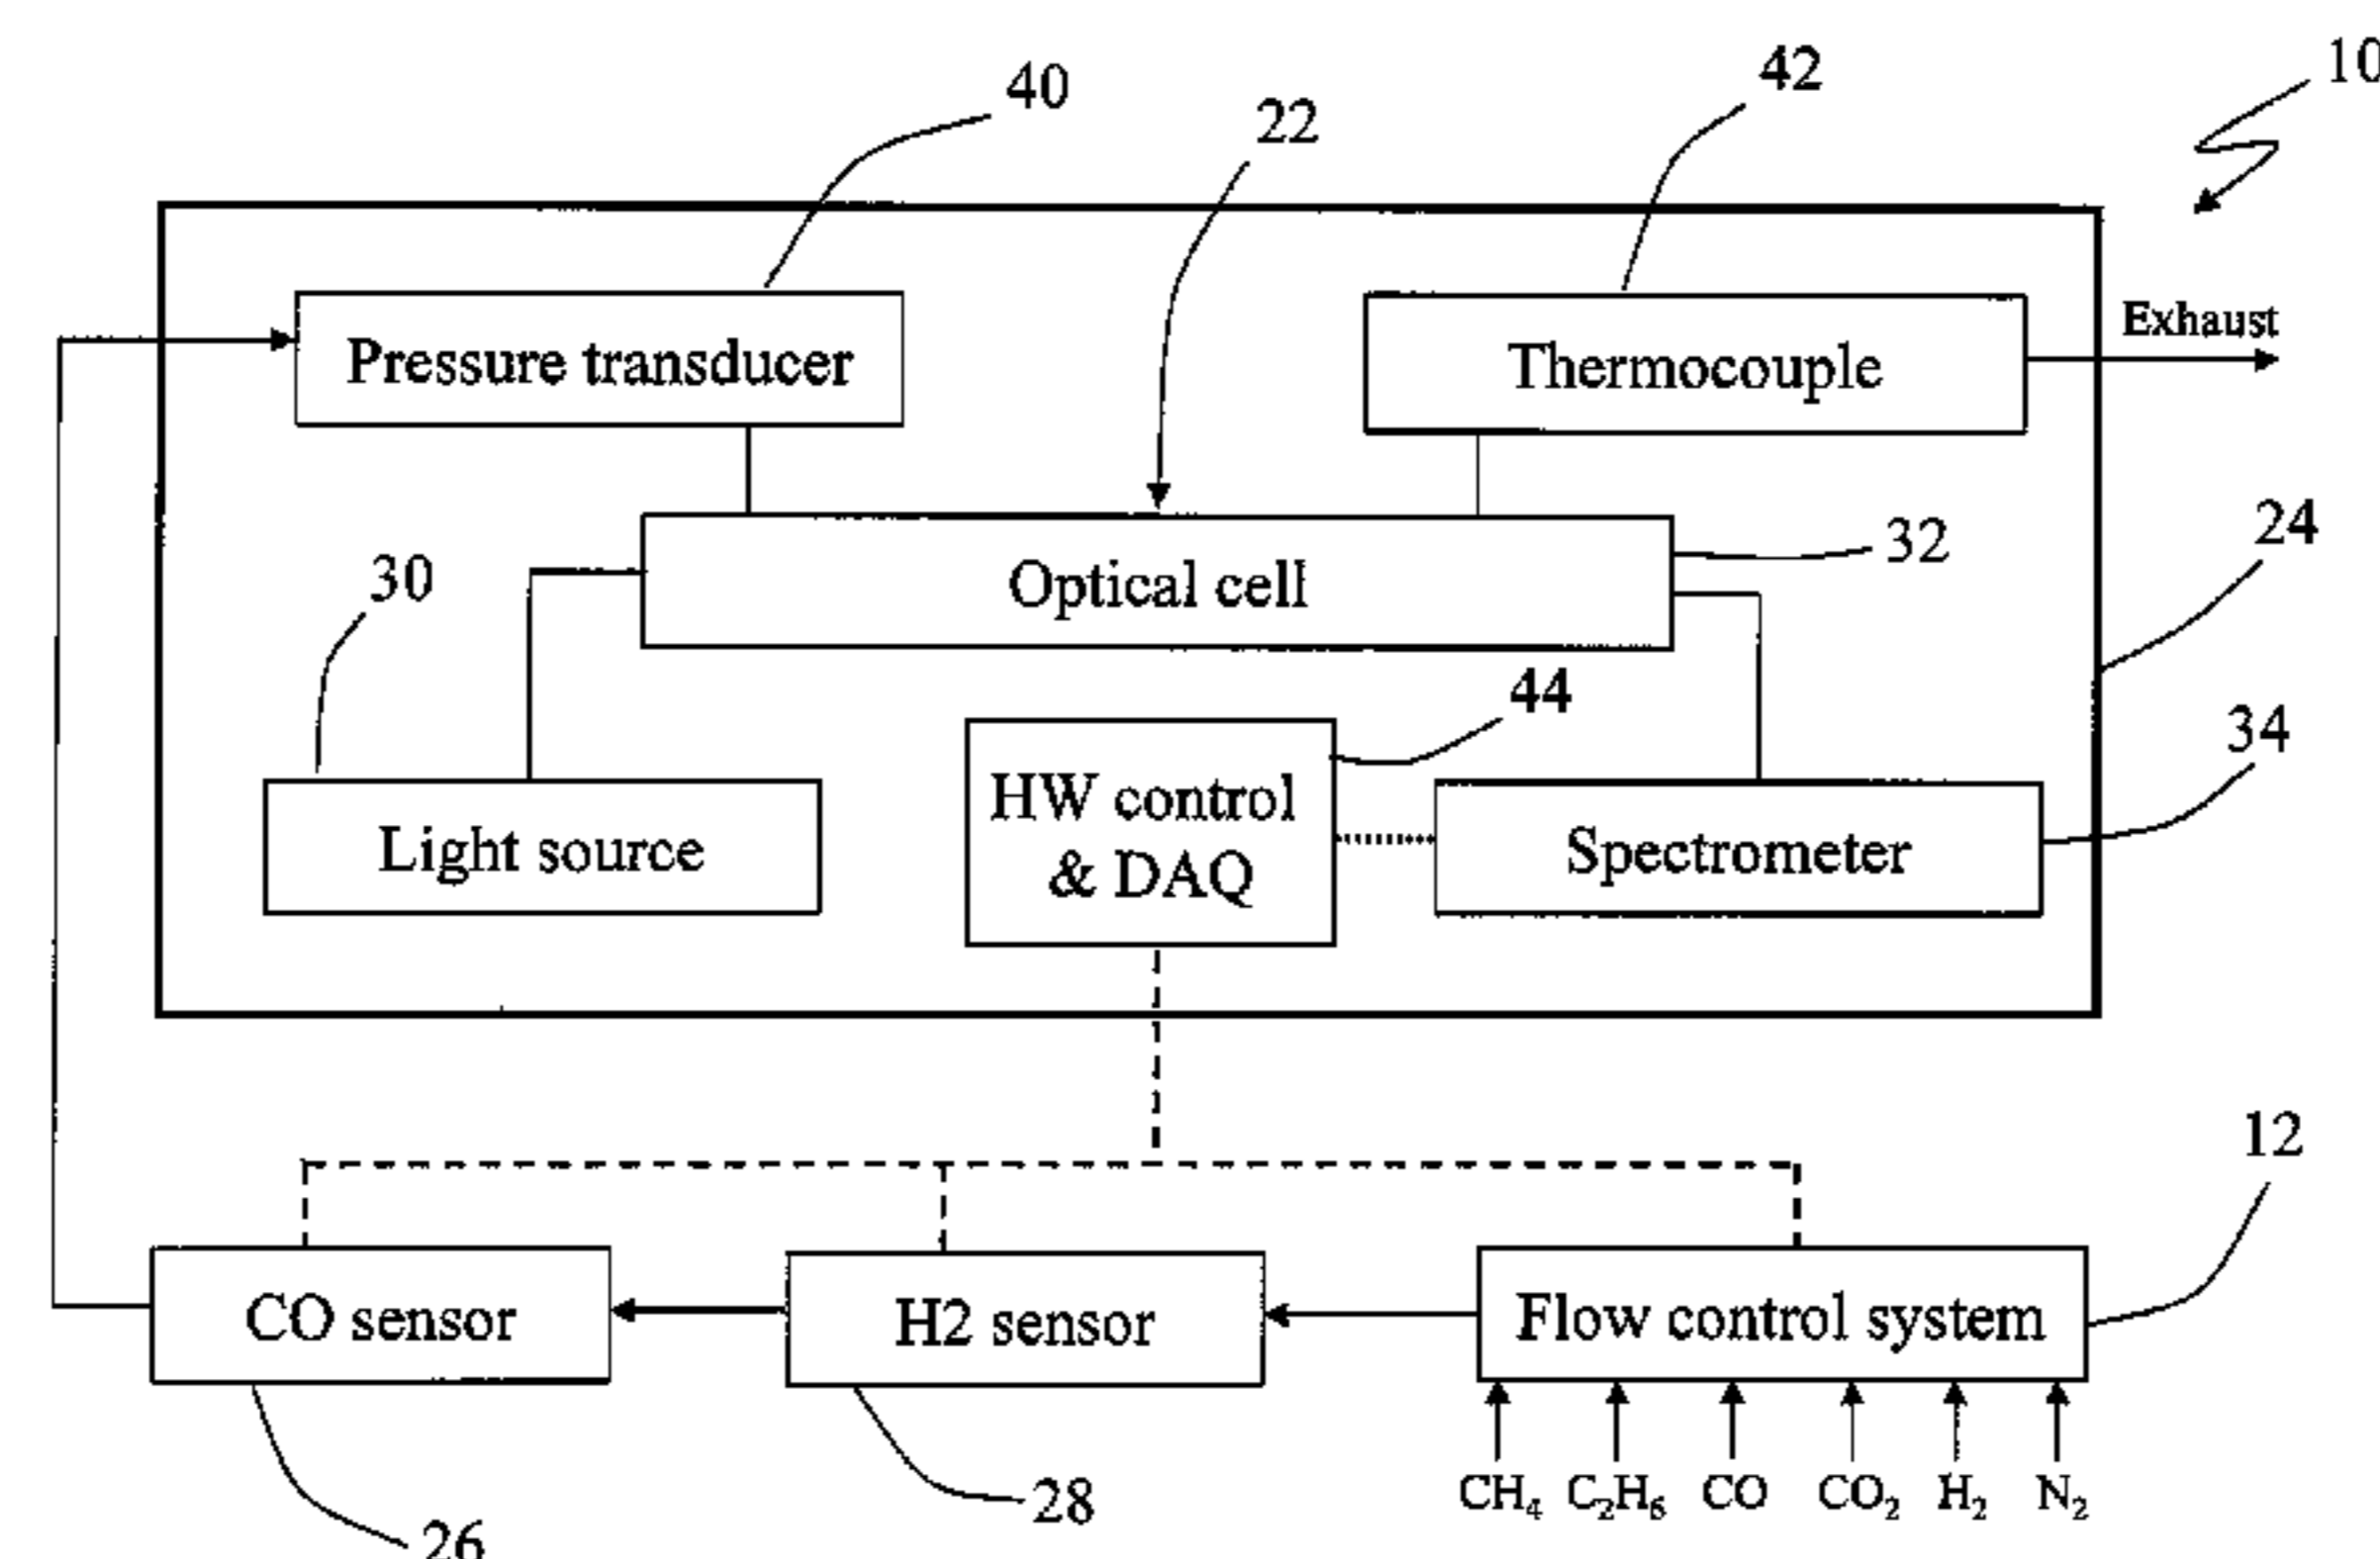 10
40
42
22
Exhaust
Pressure transducer
Thermocouple
24
32
30
Optical cell
44
34
HW control
& DAQ
Light source
Spectrometer
12
CO sensor
H2 sensor
Flow control system
CH4 C2H6 CO CO2 H2 N2
28
26